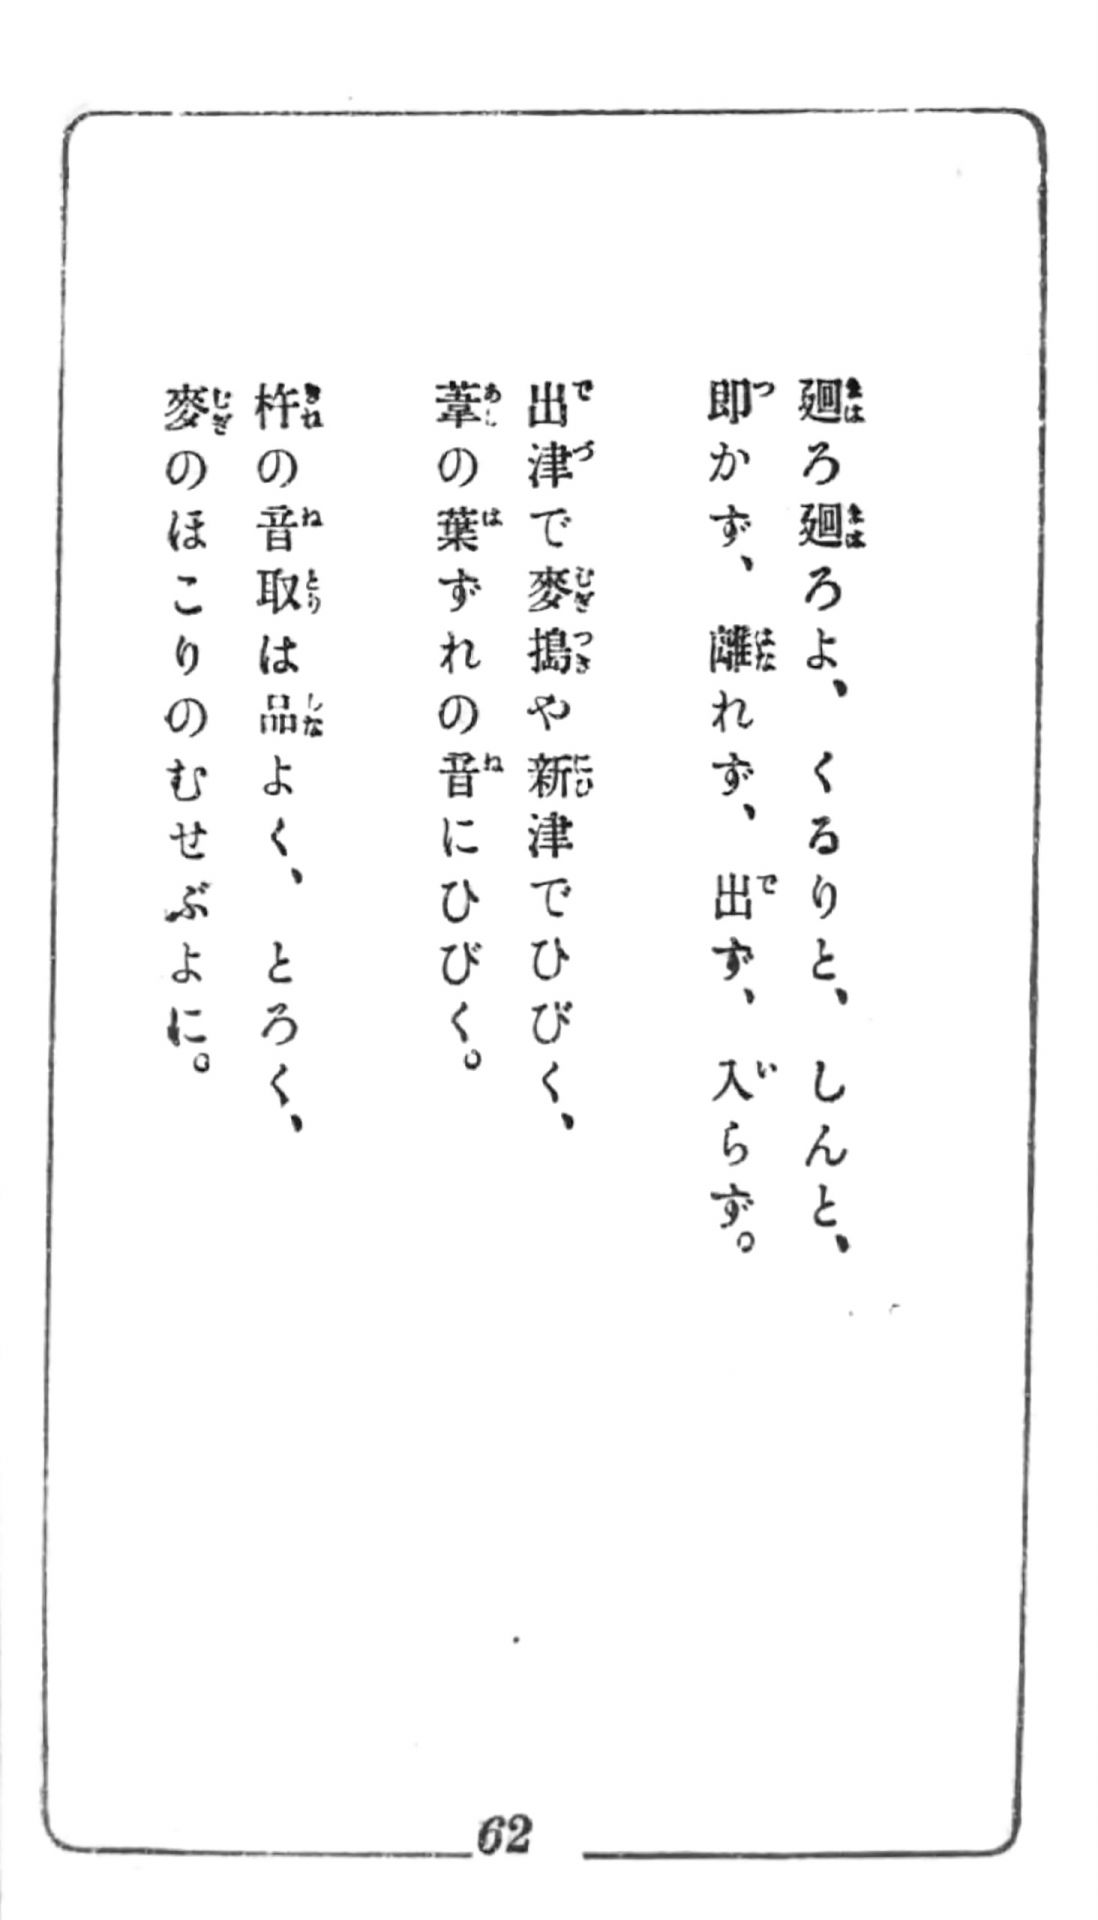 廻ろ廻ろよ、くるりと、しんと、
即かず、離れず、出ず、入らず。
出津で麥搗や新津でひびく、
葦の葉ずれの音にひびく。
杵の音取は品よく、とろく、
麥のほこりのむせぶよに。
62